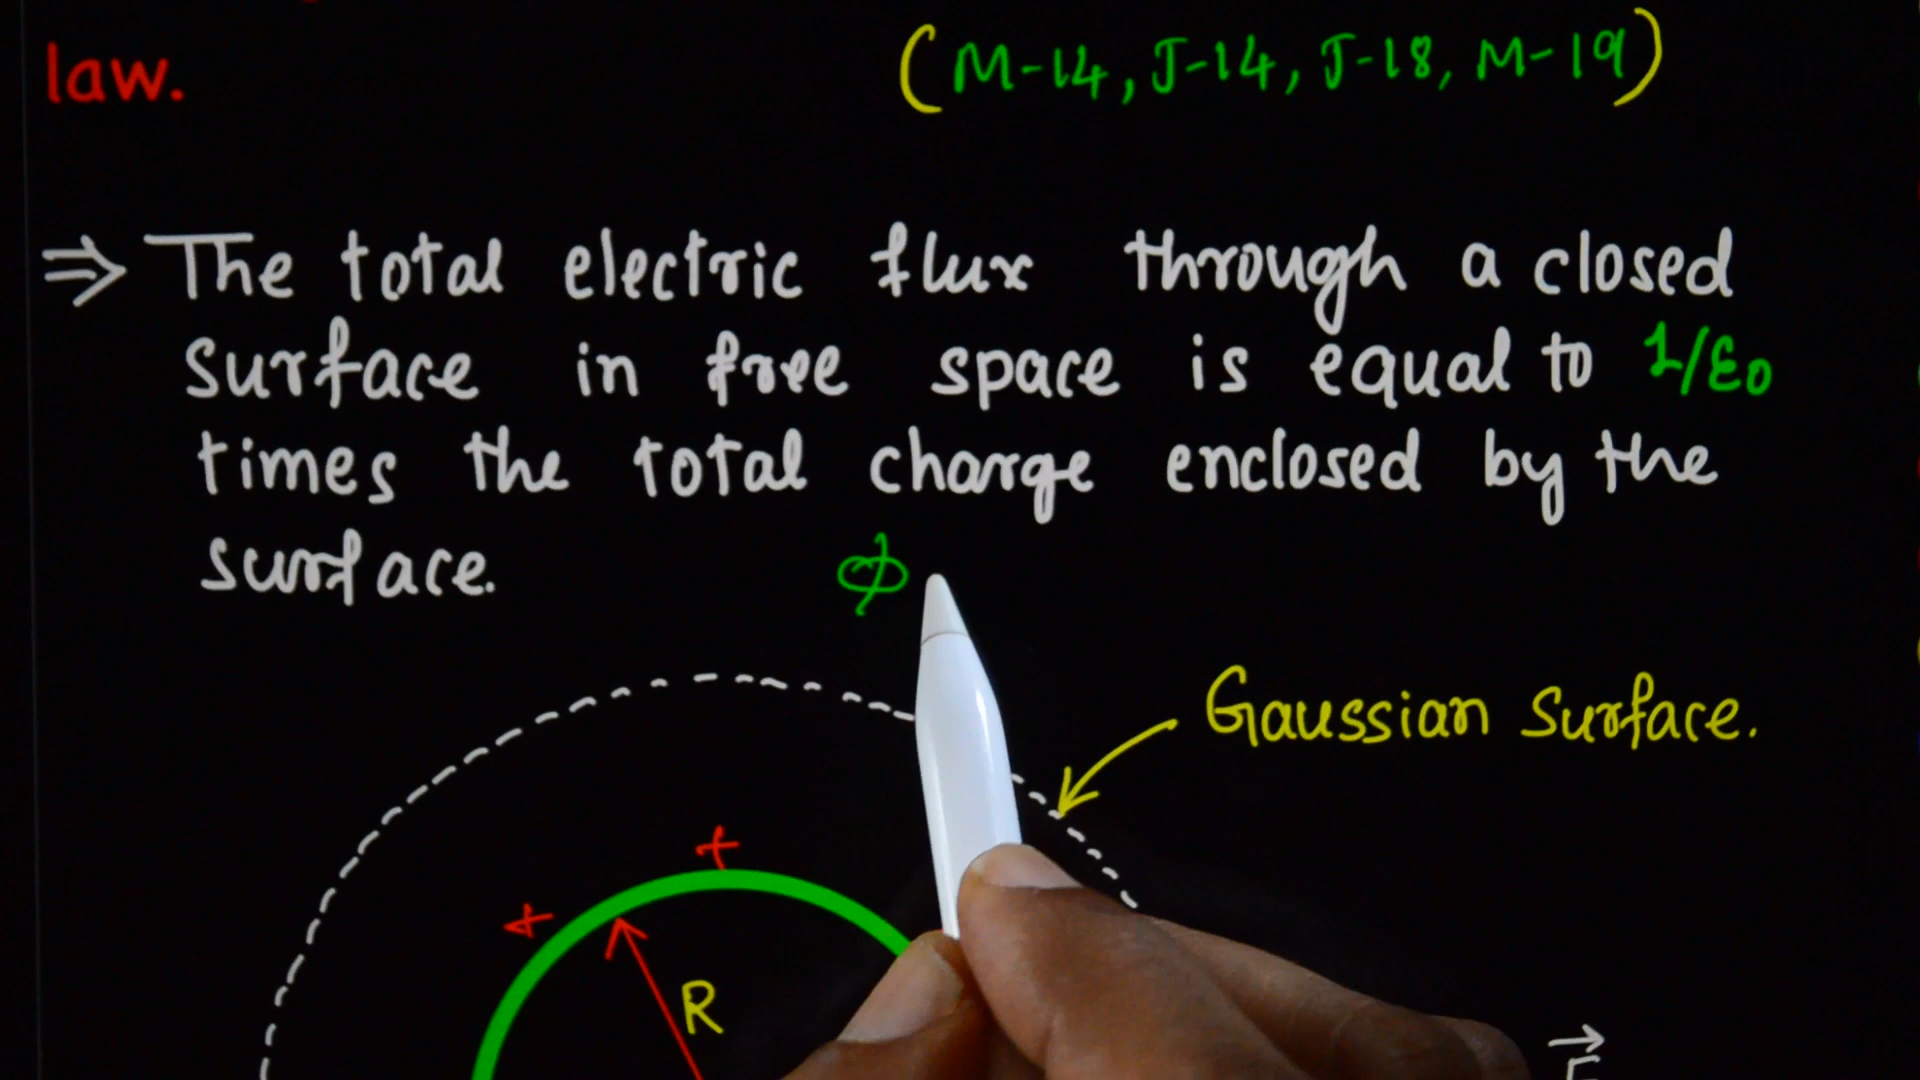 law.
(M-14, J-14, J-18, M-19)
⇒ The total electric flux through a closed
surface in free space is equal to 1/ε0
times the total charge enclosed by the
surface.
ϕ
Gaussian surface.
+
+
R